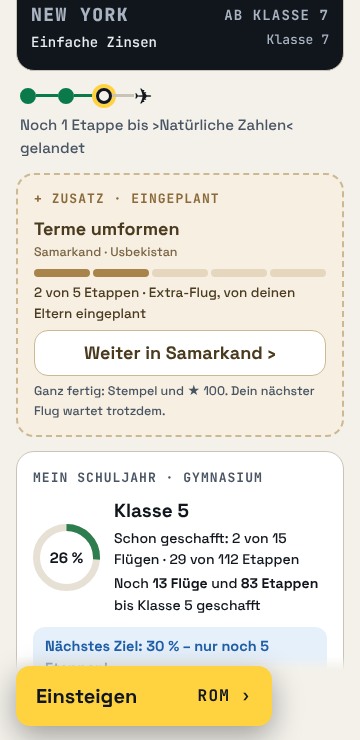 NEW YORK
AB KLASSE 7
Einfache Zinsen
Klasse 7
Noch 1 Etappe bis ›Natürliche Zahlen‹
gelandet
+ ZUSATZ · EINGEPLANT
Terme umformen
Samarkand · Usbekistan
2 von 5 Etappen · Extra-Flug, von deinen
Eltern eingeplant
Weiter in Samarkand ›
Ganz fertig: Stempel und ★ 100. Dein nächster
Flug wartet trotzdem.
MEIN SCHULJAHR · GYMNASIUM
Klasse 5
26 %
Schon geschafft: 2 von 15
Flügen · 29 von 112 Etappen
Noch 13 Flüge und 83 Etappen
bis Klasse 5 geschafft
Nächstes Ziel: 30 % – nur noch 5
Etappen!
Einsteigen
ROM ›